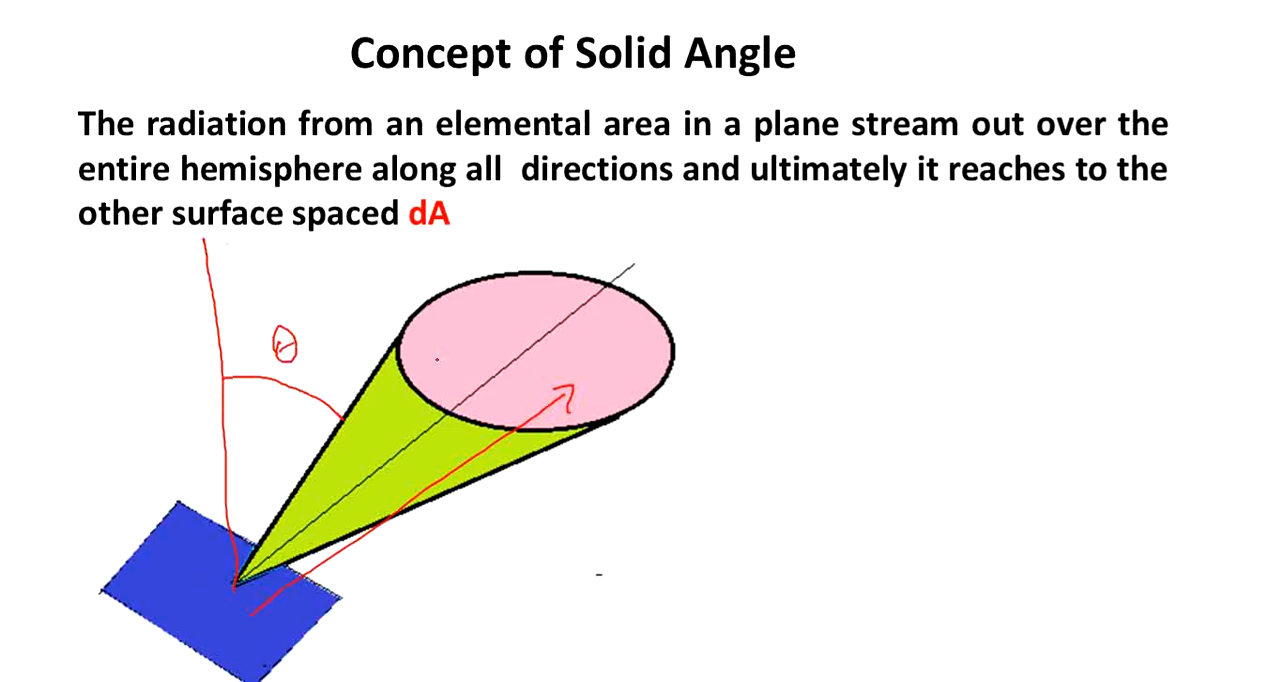 Concept of Solid Angle
The radiation from an elemental area in a plane stream out over the
entire hemisphere along all directions and ultimately it reaches to the
other surface spaced dA
θ